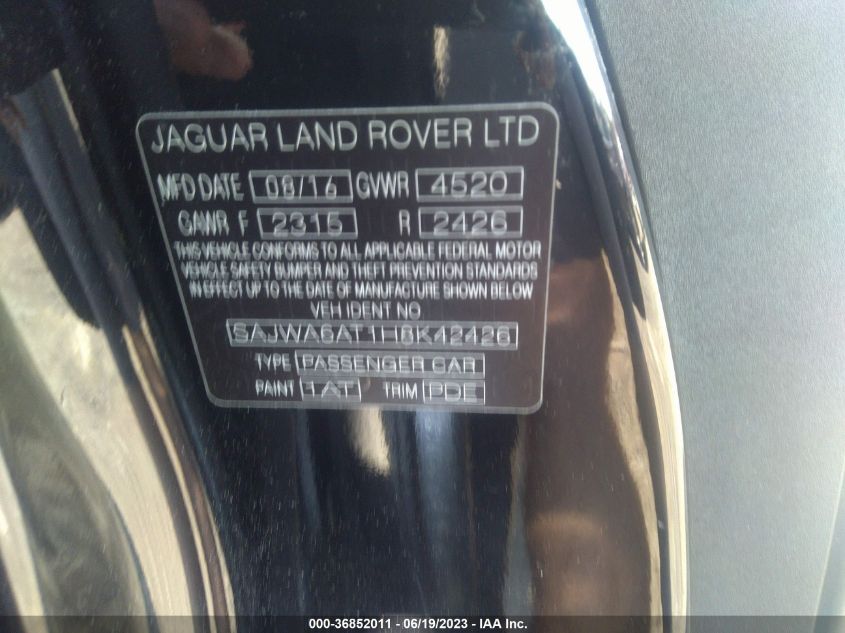 JAGUAR LAND ROVER LTD
MFD DATE 08/16 GVWR 4520
GAWR F 2315 R 2426
THIS VEHICLE CONFORMS TO ALL APPLICABLE FEDERAL MOTOR
VEHICLE SAFETY BUMPER AND THEFT PREVENTION STANDARDS
IN EFFECT UP TO THE DATE OF MANUFACTURE SHOWN BELOW
VEH IDENT NO
SAJWA6AT1H8K42426
TYPE PASSENGER CAR
PAINT 1AT TRIM PDE
000-36852011 - 06/19/2023 - IAA Inc.